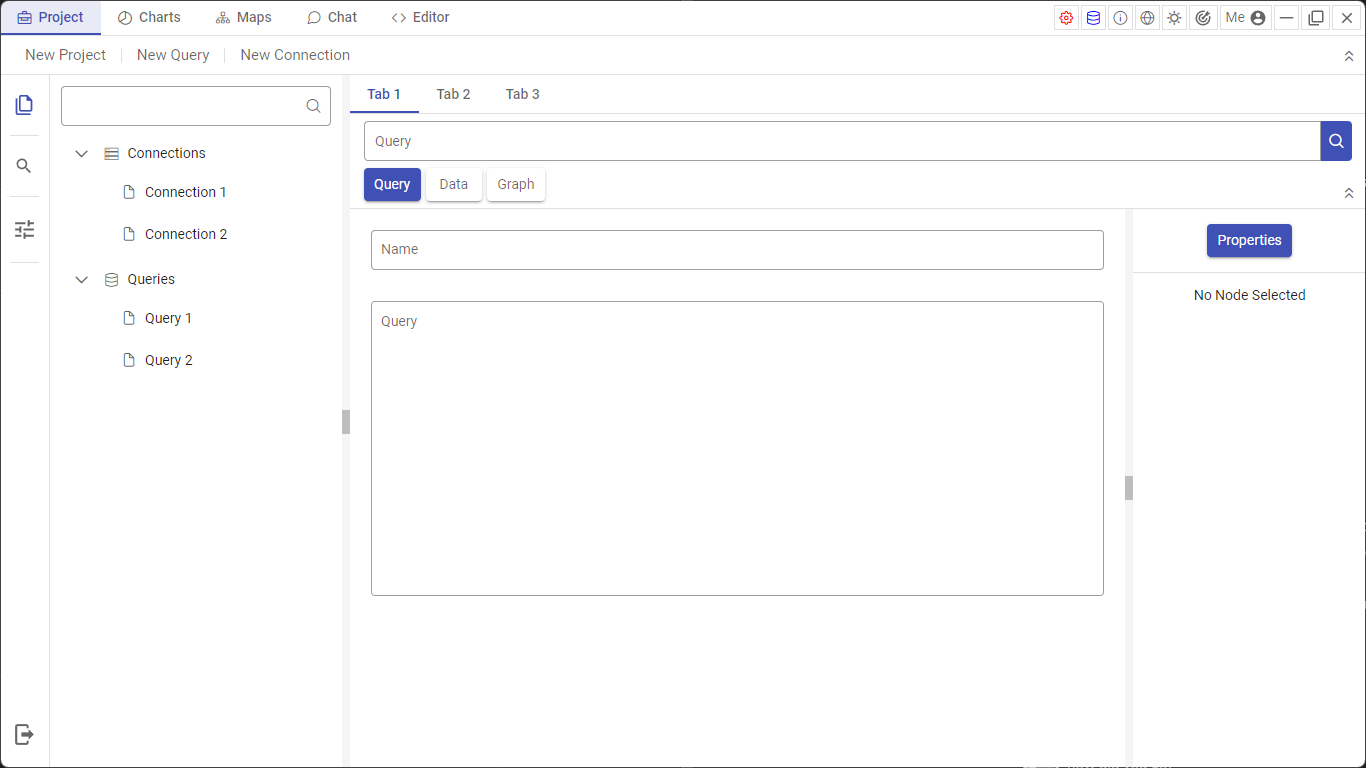 Project Charts Maps Chat Editor Me
New Project New Query New Connection
Tab 1 Tab 2 Tab 3
Query
Query Data Graph
Connections
Connection 1
Connection 2
Queries
Query 1
Query 2
Name
Query
Properties
No Node Selected